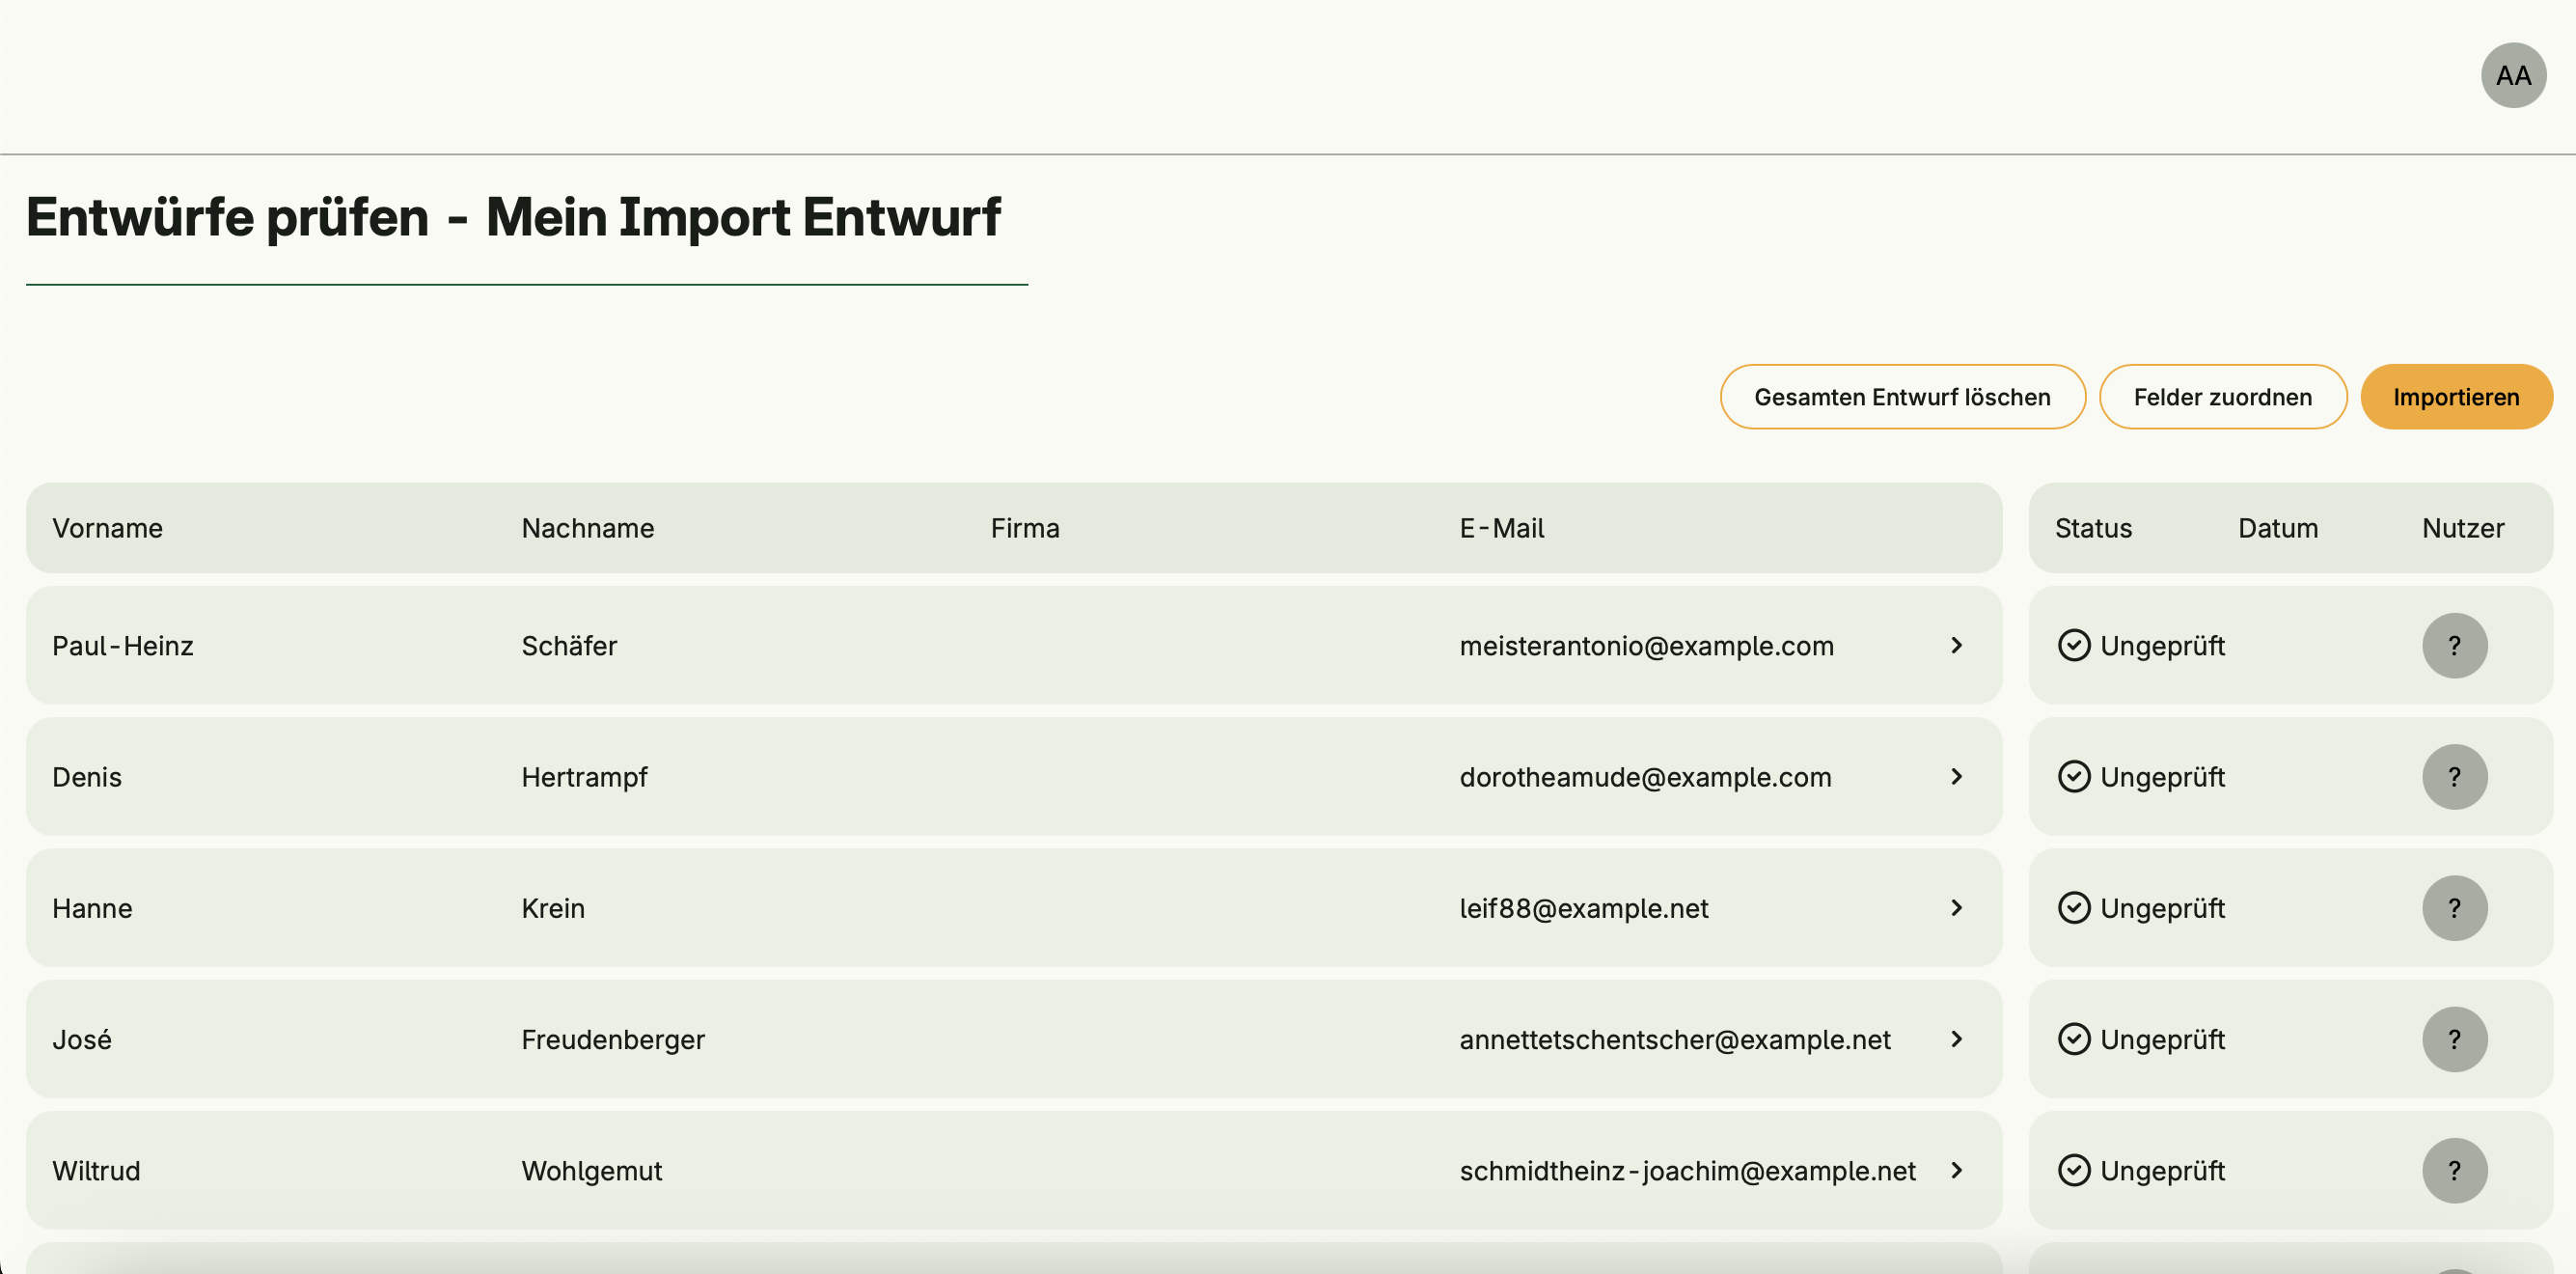 AA
Entwürfe prüfen - Mein Import Entwurf
Gesamten Entwurf löschen Felder zuordnen Importieren
Vorname Nachname Firma E-Mail Status Datum Nutzer
Paul-Heinz Schäfer meisterantonio@example.com Ungeprüft ?
Denis Hertrampf dorotheamude@example.com Ungeprüft ?
Hanne Krein leif88@example.net Ungeprüft ?
José Freudenberger annettetschentscher@example.net Ungeprüft ?
Wiltrud Wohlgemut schmidtheinz-joachim@example.net Ungeprüft ?